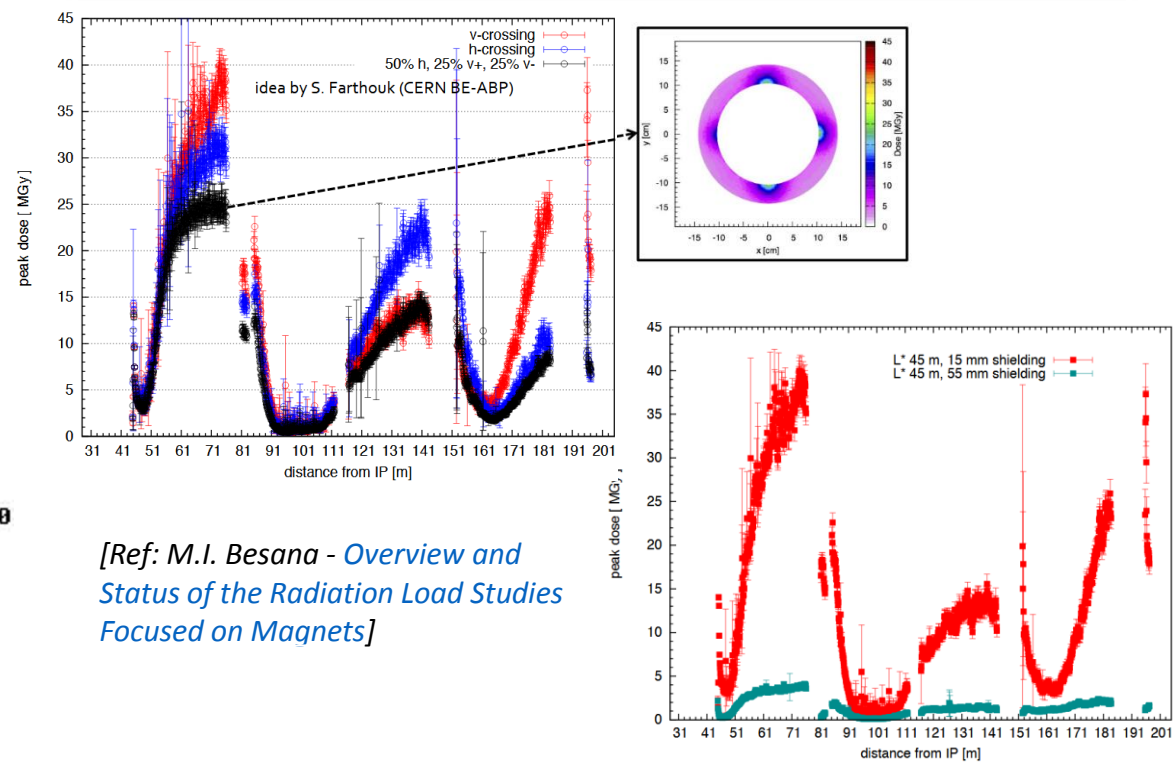 45
40
35
30
25
20
15
10
5
0
peak dose [ MGy]
v-crossing
h-crossing
50% h, 25% v+, 25% v-
idea by S. Farthouk (CERN BE-ABP)
31 41 51 61 71 81 91 101 111 121 131 141 151 161 171 181 191 201
distance from IP [m]
15
10
5
0
-5
-10
-15
y [cm]
-15 -10 -5 0 5 10 15
x [cm]
45
40
35
30
25
20
15
10
5
0
Dose [MGy]
[Ref: M.I. Besana - Overview and
Status of the Radiation Load Studies
Focused on Magnets]
45
40
35
30
25
20
15
10
5
0
peak dose [ MG
L* 45 m, 15 mm shielding
L* 45 m, 55 mm shielding
31 41 51 61 71 81 91 101 111 121 131 141 151 161 171 181 191 201
distance from IP [m]